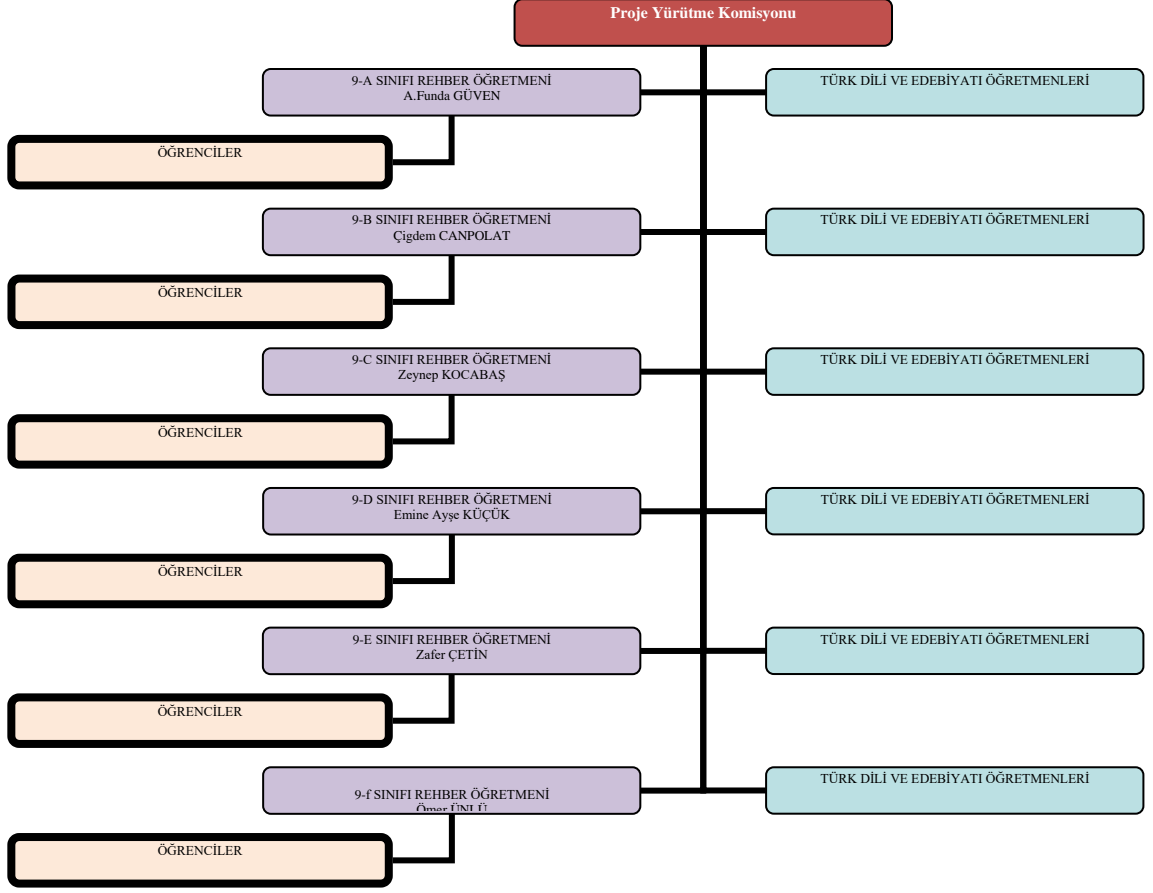 Proje Yürütme Komisyonu
9-A SINIFI REHBER ÖĞRETMENİ
A.Funda GÜVEN
TÜRK DİLİ VE EDEBİYATI ÖĞRETMENLERİ
ÖĞRENCİLER
9-B SINIFI REHBER ÖĞRETMENİ
Çigdem CANPOLAT
TÜRK DİLİ VE EDEBİYATI ÖĞRETMENLERİ
ÖĞRENCİLER
9-C SINIFI REHBER ÖĞRETMENİ
Zeynep KOCABAŞ
TÜRK DİLİ VE EDEBİYATI ÖĞRETMENLERİ
ÖĞRENCİLER
9-D SINIFI REHBER ÖĞRETMENİ
Emine Ayşe KÜÇÜK
TÜRK DİLİ VE EDEBİYATI ÖĞRETMENLERİ
ÖĞRENCİLER
9-E SINIFI REHBER ÖĞRETMENİ
Zafer ÇETİN
TÜRK DİLİ VE EDEBİYATI ÖĞRETMENLERİ
ÖĞRENCİLER
9-f SINIFI REHBER ÖĞRETMENİ
Ömer ÜNLÜ
TÜRK DİLİ VE EDEBİYATI ÖĞRETMENLERİ
ÖĞRENCİLER